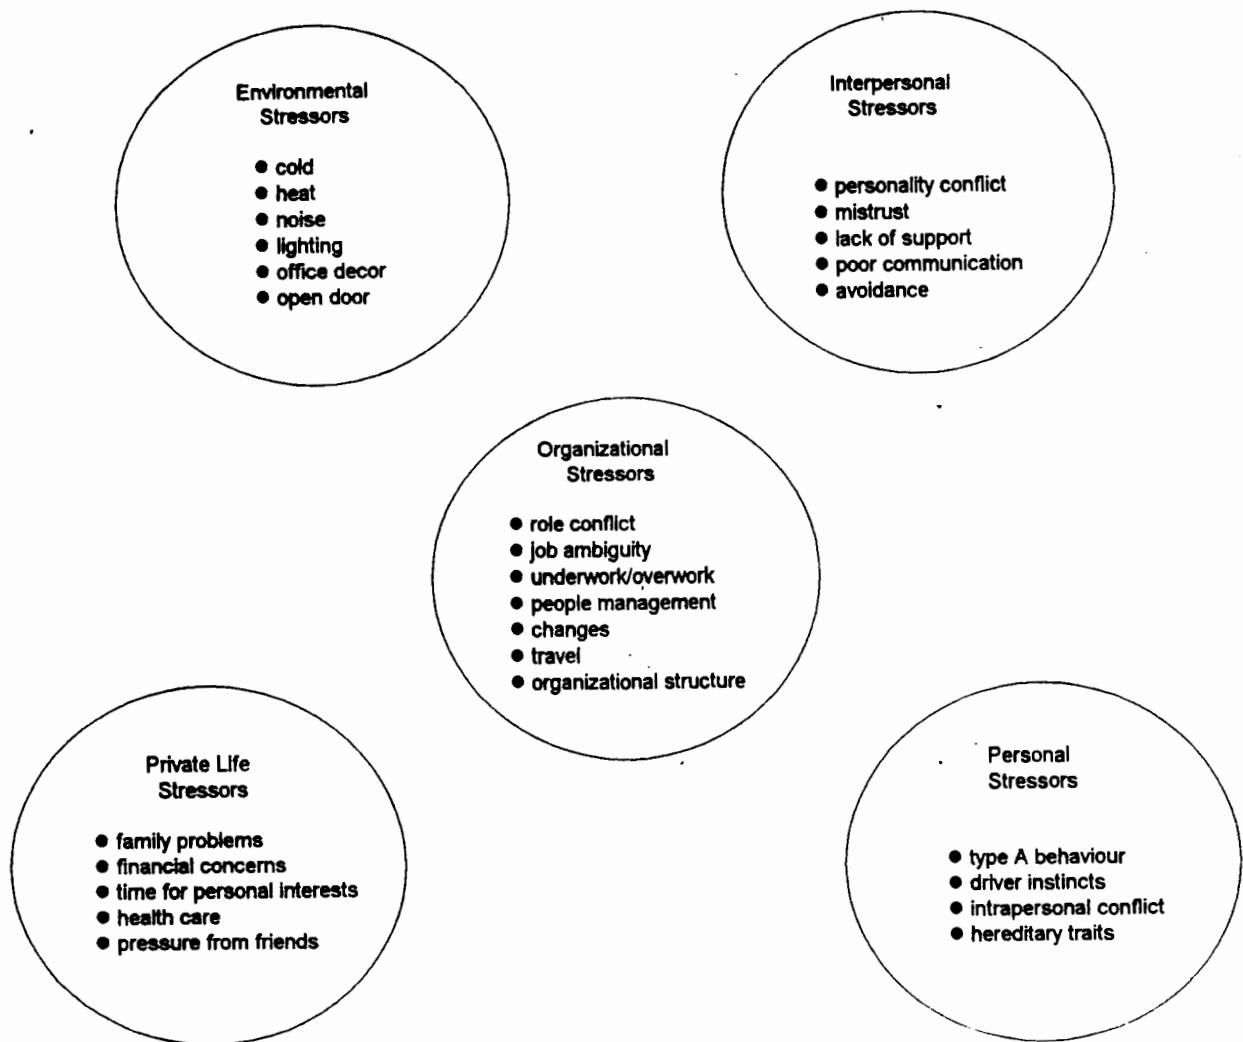 Environmental
Stressors
● cold
● heat
● noise
● lighting
● office decor
● open door
Interpersonal
Stressors
● personality conflict
● mistrust
● lack of support
● poor communication
● avoidance
Organizational
Stressors
● role conflict
● job ambiguity
● underwork/overwork
● people management
● changes
● travel
● organizational structure
Private Life
Stressors
● family problems
● financial concerns
● time for personal interests
● health care
● pressure from friends
Personal
Stressors
● type A behaviour
● driver instincts
● intrapersonal conflict
● hereditary traits